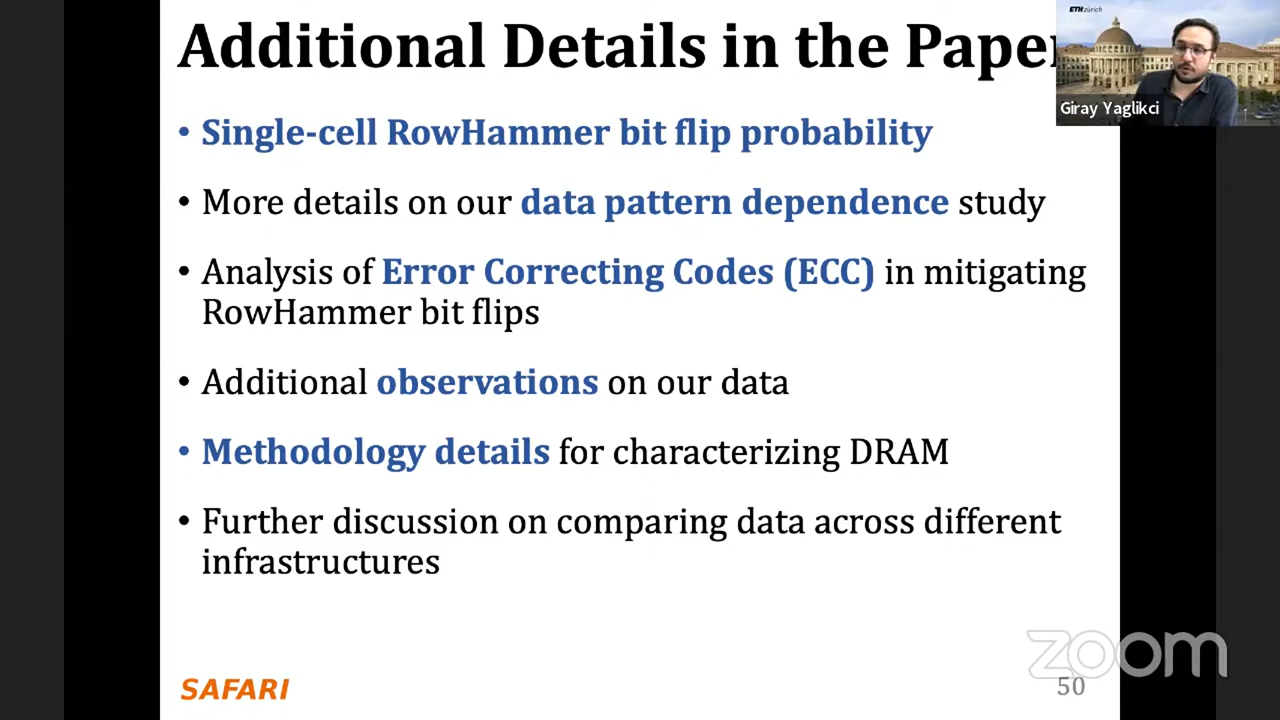 Additional Details in the Paper
ETH zürich
Giray Yaglikci
• Single-cell RowHammer bit flip probability
• More details on our data pattern dependence study
• Analysis of Error Correcting Codes (ECC) in mitigating
RowHammer bit flips
• Additional observations on our data
• Methodology details for characterizing DRAM
• Further discussion on comparing data across different
infrastructures
zoom
SAFARI
50